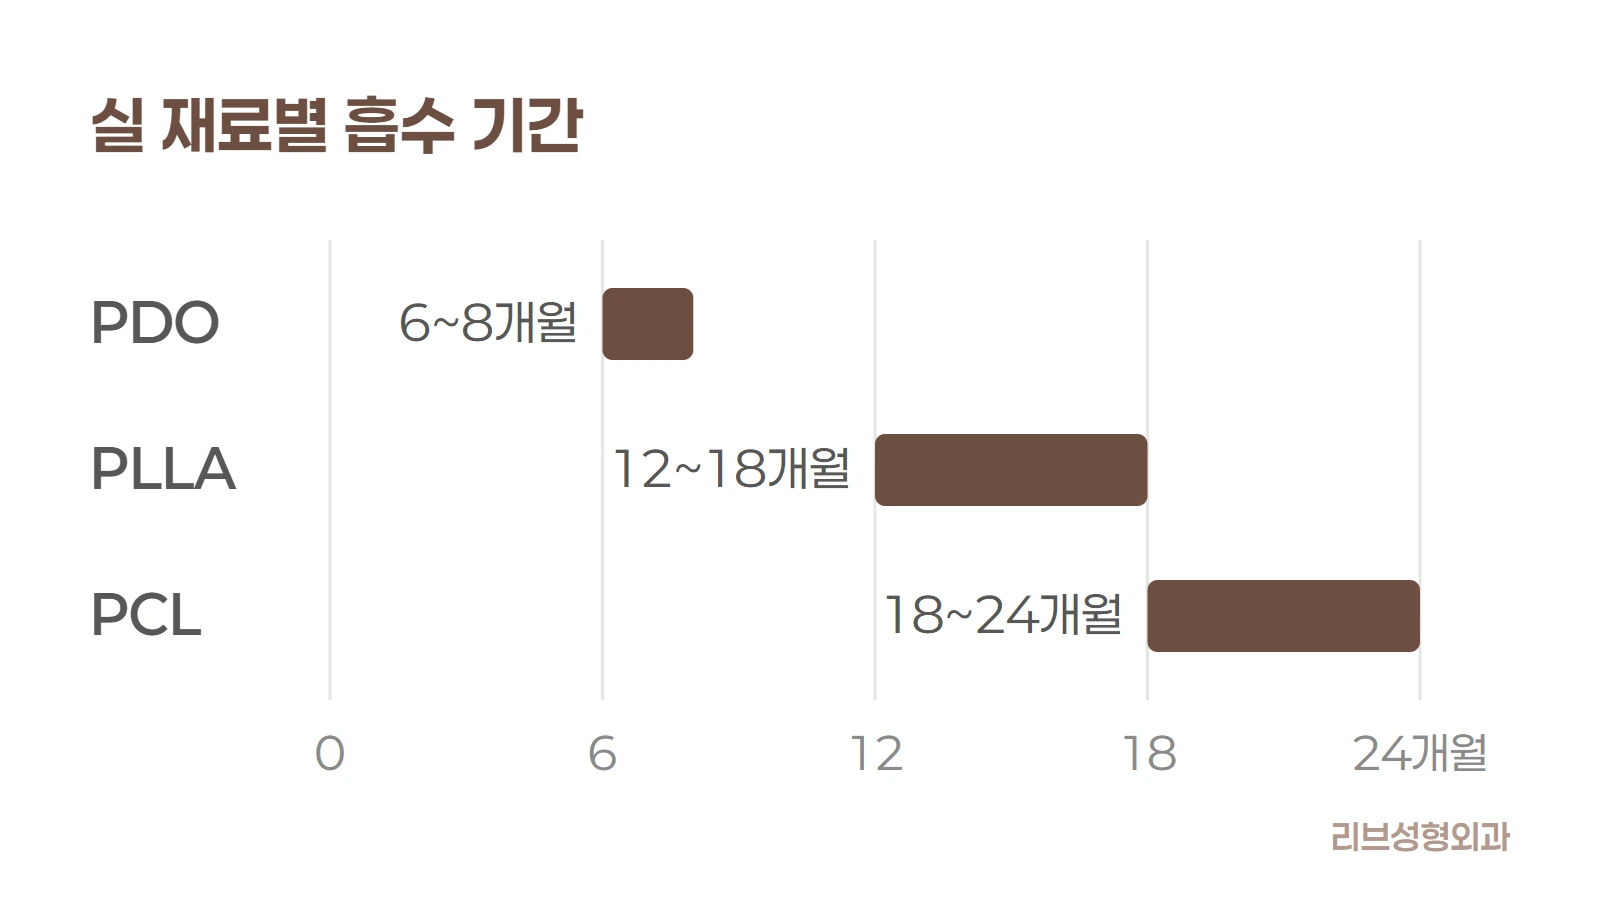 실 재료별 흡수 기간
PDO
6~8개월
PLLA
12~18개월
PCL
18~24개월
0 6 12 18 24개월
리브성형외과